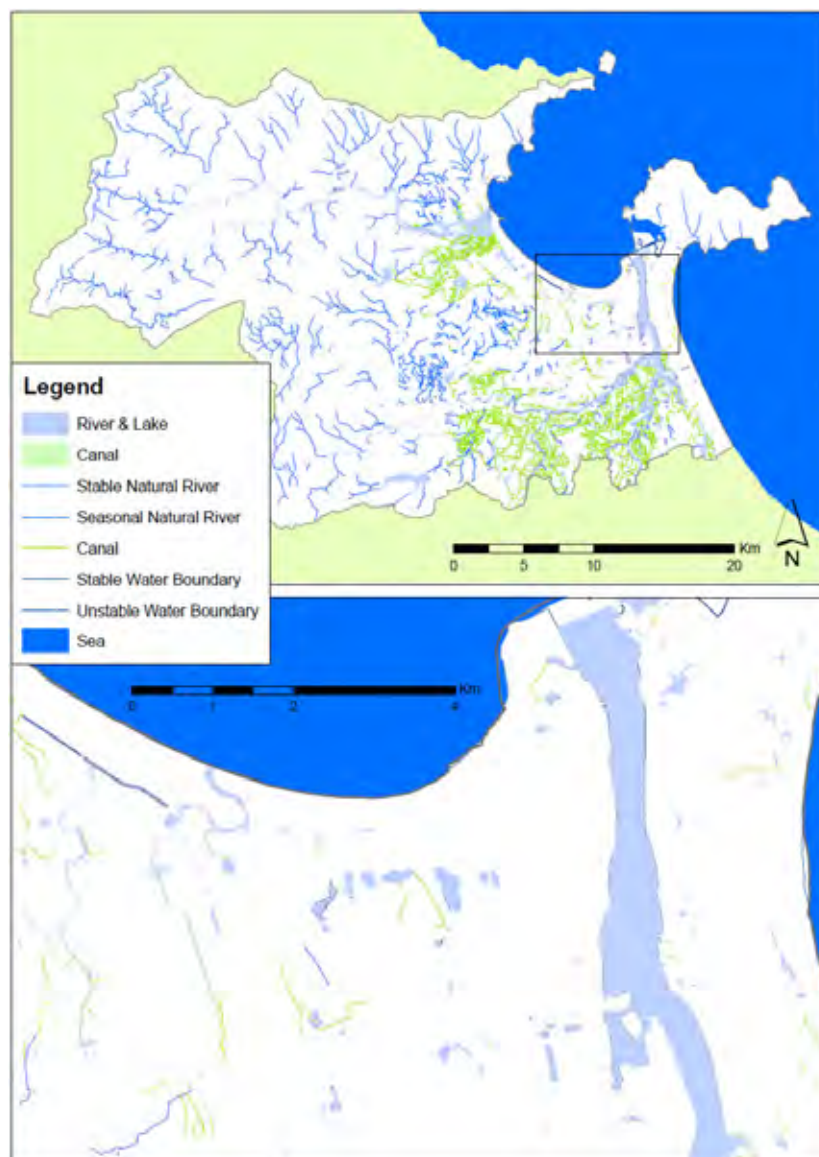 Legend
River & Lake
Canal
Stable Natural River
Seasonal Natural River
Canal
Stable Water Boundary
Unstable Water Boundary
Sea
Km
0 5 10 20
N
Km
0 1 2 4